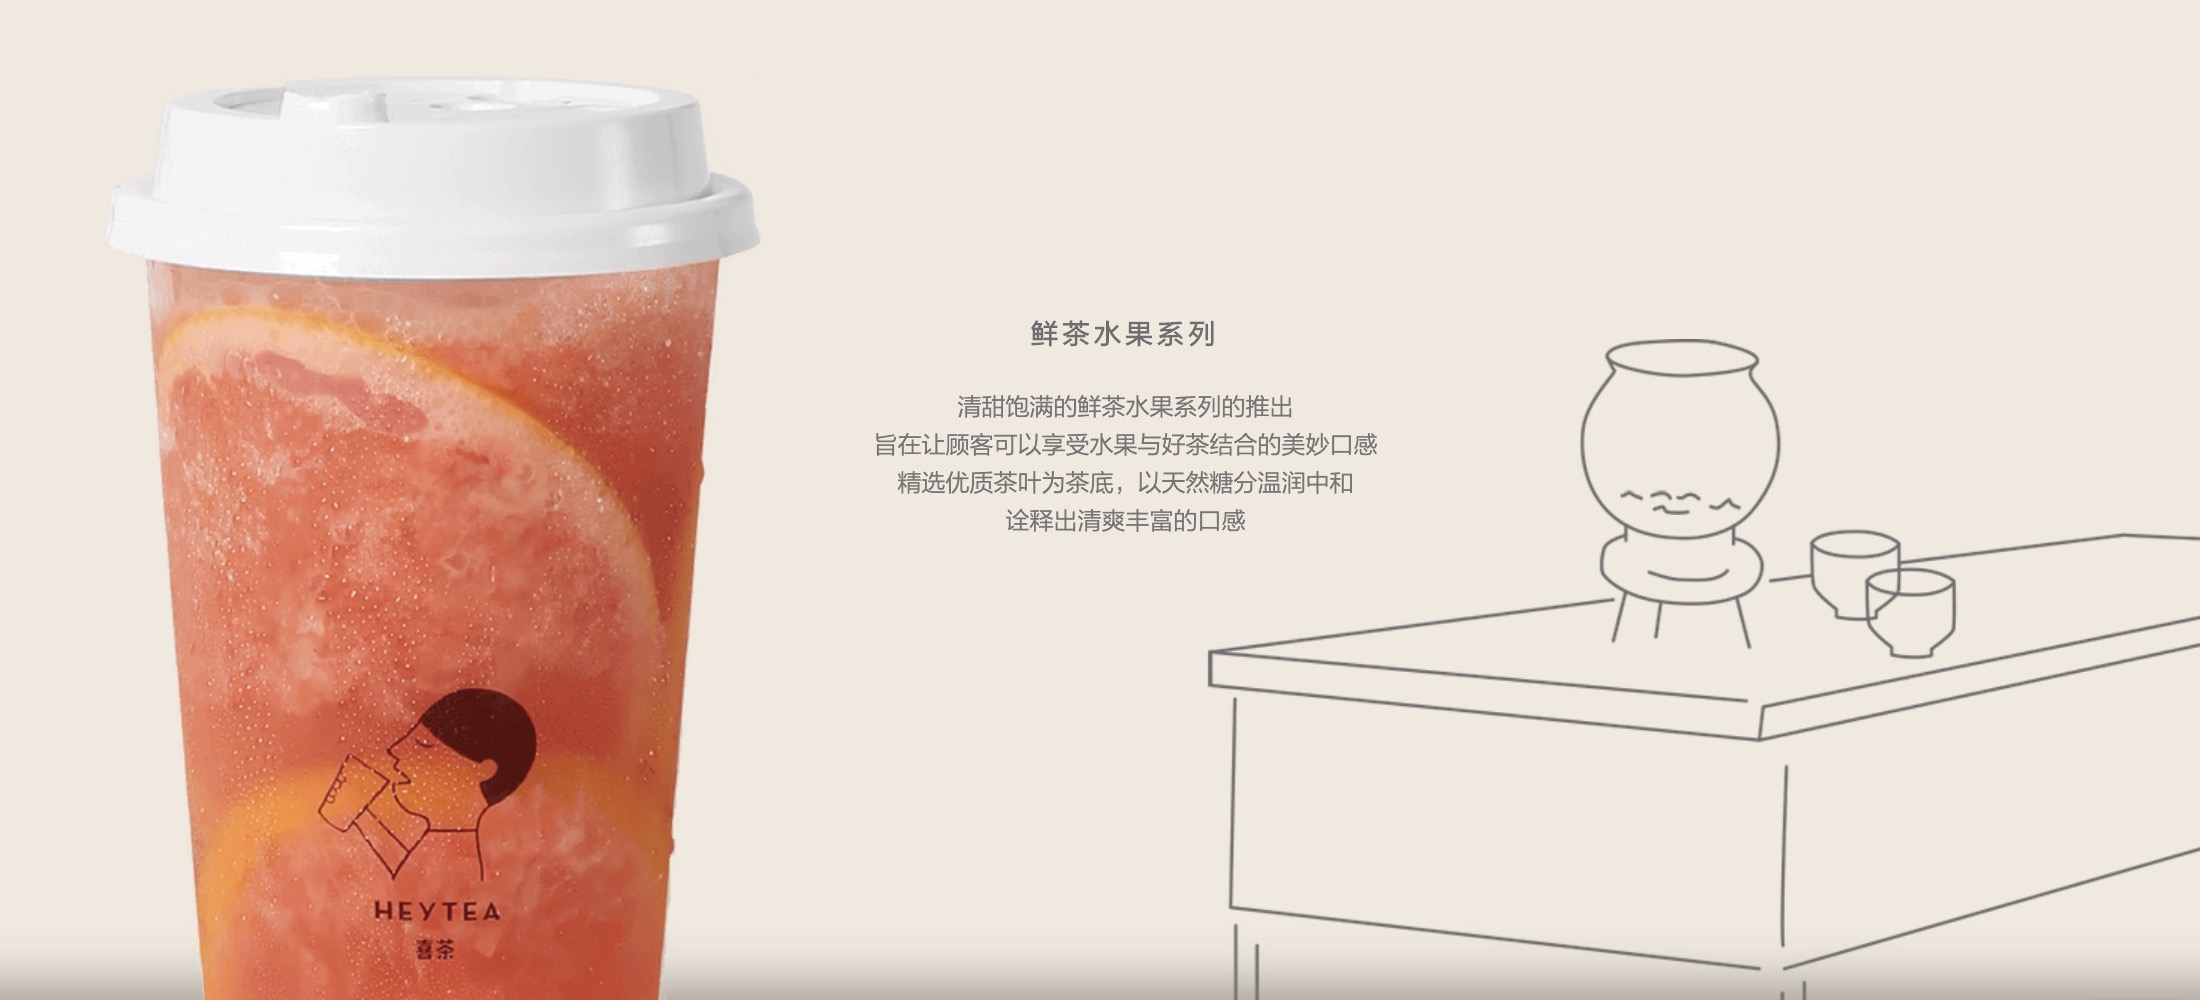 鲜茶水果系列
清甜饱满的鲜茶水果系列的推出
旨在让顾客可以享受水果与好茶结合的美妙口感
精选优质茶叶为茶底，以天然糖分温润中和
诠释出清爽丰富的口感
HEYTEA
喜茶